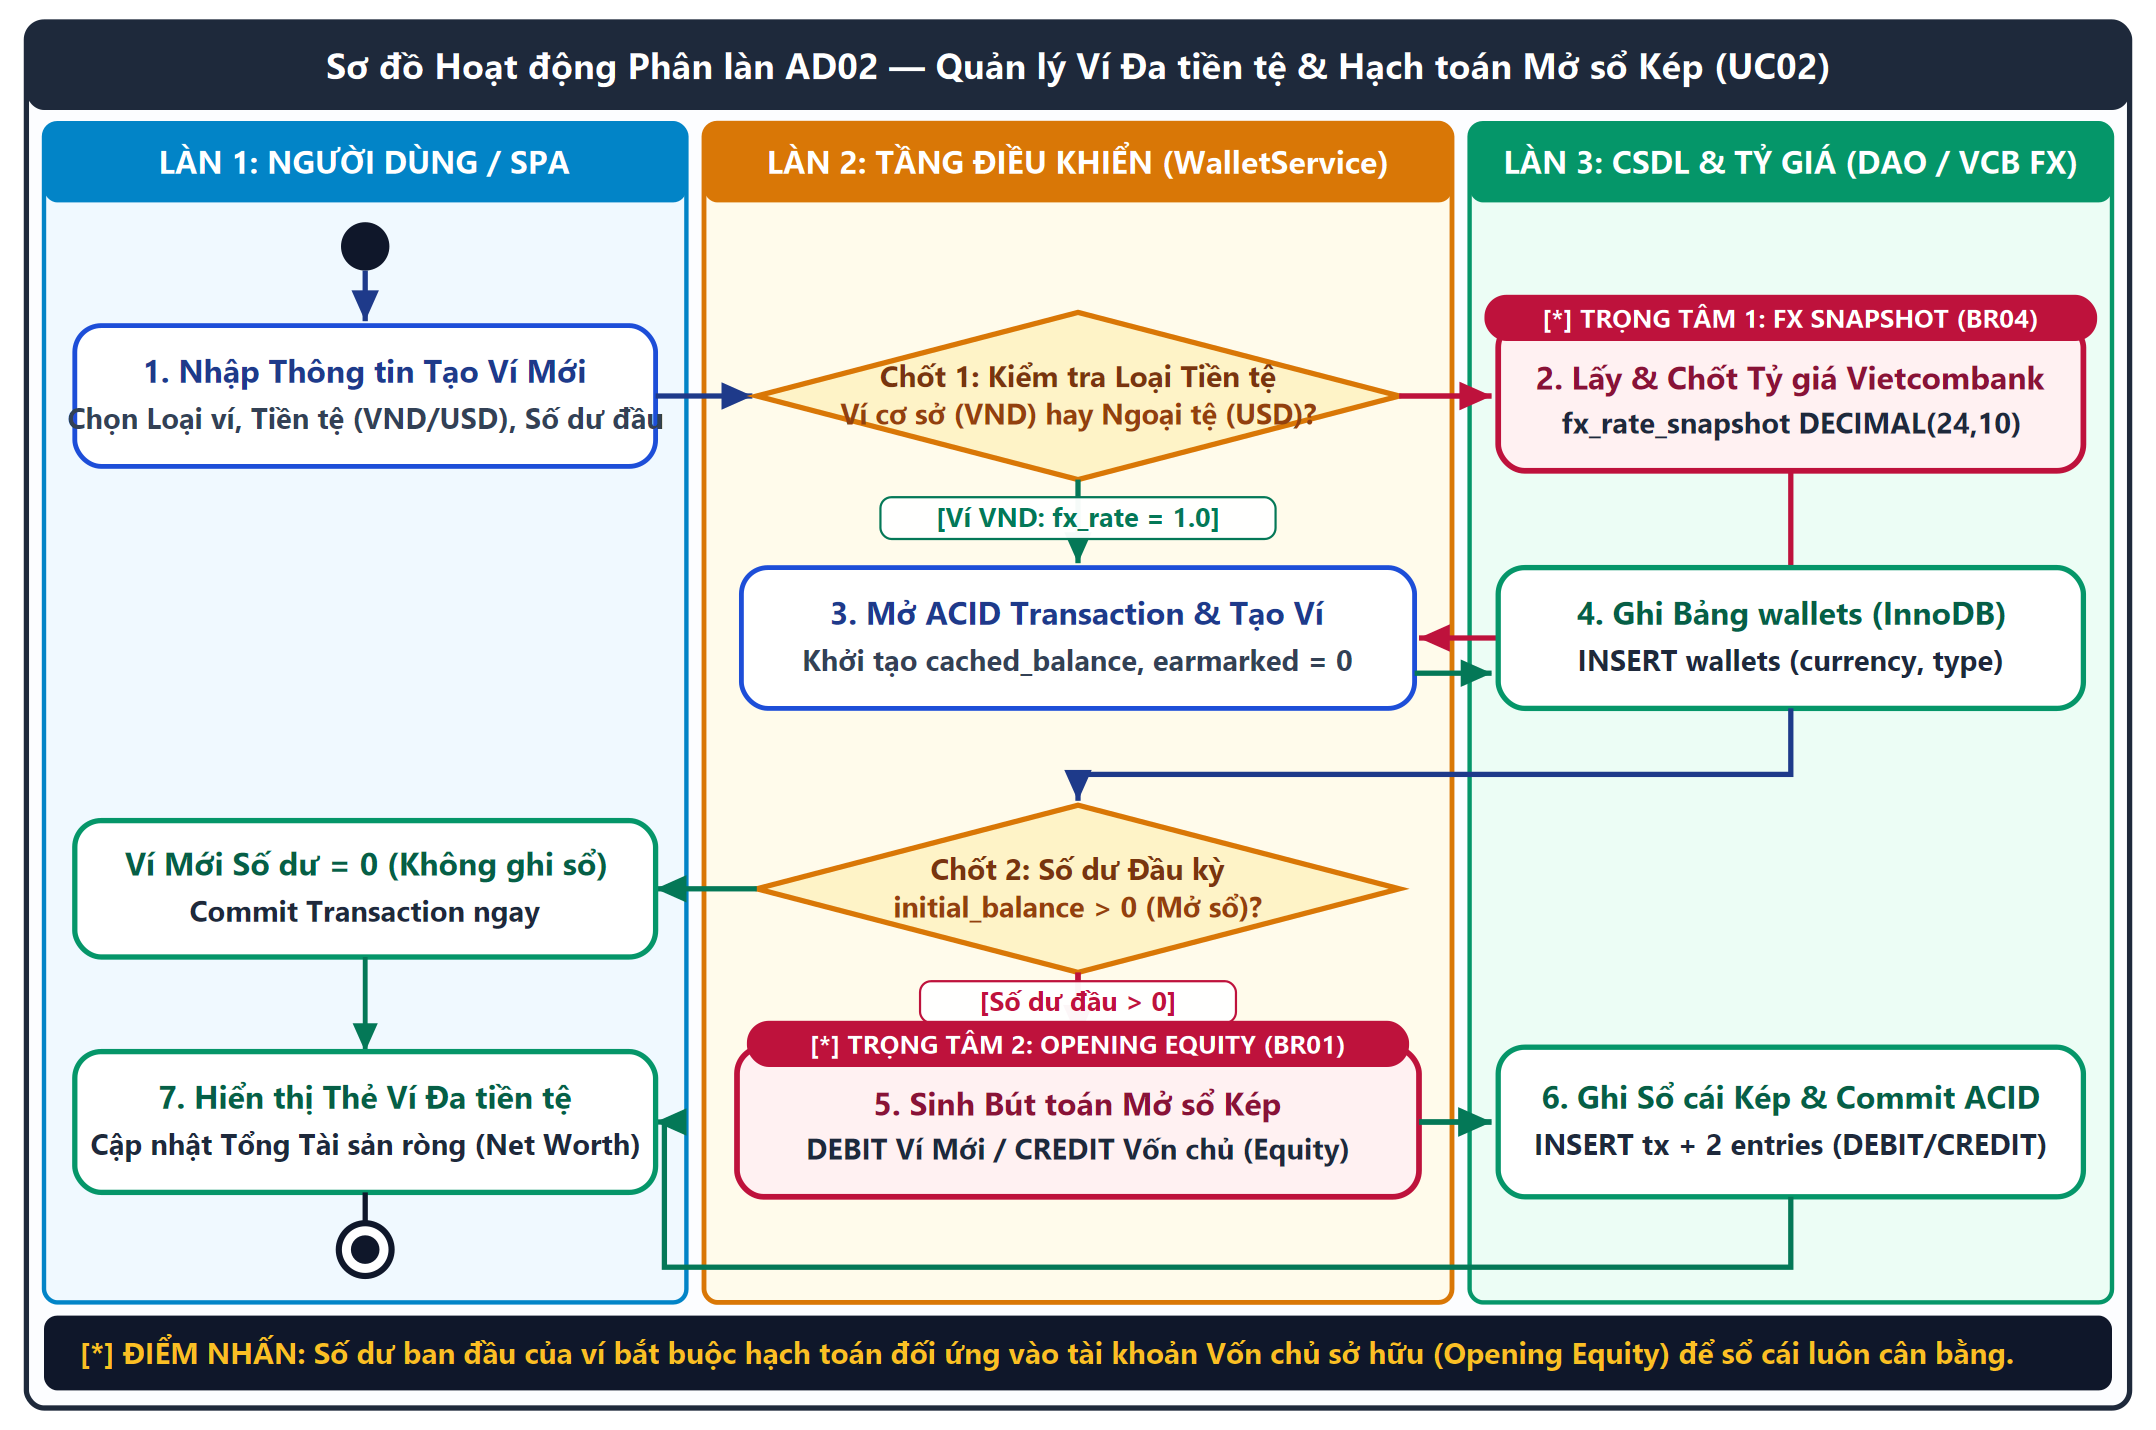 Sơ đồ Hoạt động Phân làn AD02 — Quản lý Ví Đa tiền tệ & Hạch toán Mở sổ Kép (UC02)
LÀN 1: NGƯỜI DÙNG / SPA
LÀN 2: TẦNG ĐIỀU KHIỂN (WalletService)
LÀN 3: CSDL & TỶ GIÁ (DAO / VCB FX)
1. Nhập Thông tin Tạo Ví Mới
Chọn Loại ví, Tiền tệ (VND/USD), Số dư đầu
Chốt 1: Kiểm tra Loại Tiền tệ
Ví cơ sở (VND) hay Ngoại tệ (USD)?
[*] TRỌNG TÂM 1: FX SNAPSHOT (BR04)
2. Lấy & Chốt Tỷ giá Vietcombank
fx_rate_snapshot DECIMAL(24,10)
[Ví VND: fx_rate = 1.0]
3. Mở ACID Transaction & Tạo Ví
Khởi tạo cached_balance, earmarked = 0
4. Ghi Bảng wallets (InnoDB)
INSERT wallets (currency, type)
Ví Mới Số dư = 0 (Không ghi sổ)
Commit Transaction ngay
Chốt 2: Số dư Đầu kỳ
initial_balance > 0 (Mở sổ)?
[Số dư đầu > 0]
[*] TRỌNG TÂM 2: OPENING EQUITY (BR01)
5. Sinh Bút toán Mở sổ Kép
DEBIT Ví Mới / CREDIT Vốn chủ (Equity)
6. Ghi Sổ cái Kép & Commit ACID
INSERT tx + 2 entries (DEBIT/CREDIT)
7. Hiển thị Thẻ Ví Đa tiền tệ
Cập nhật Tổng Tài sản ròng (Net Worth)
[*] ĐIỂM NHẤN: Số dư ban đầu của ví bắt buộc hạch toán đối ứng vào tài khoản Vốn chủ sở hữu (Opening Equity) để sổ cái luôn cân bằng.